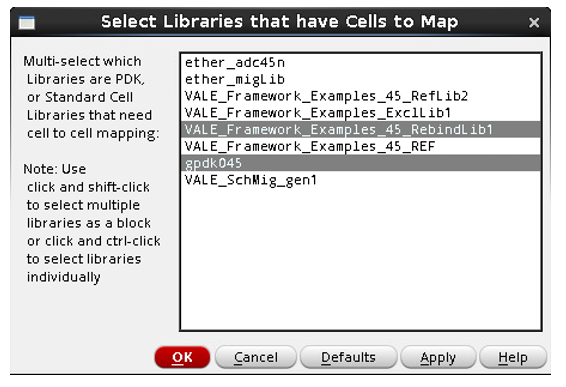 Select Libraries that have Cells to Map
Multi-select which
Libraries are PDK,
or Standard Cell
Libraries that need
cell to cell mapping:
Note: Use
click and shift-click
to select multiple
libraries as a block
or click and ctrl-click
to select libraries
individually
ether_adc45n
ether_migLib
VALE_Framework_Examples_45_RefLib2
VALE_Framework_Examples_45_ExclLib1
VALE_Framework_Examples_45_RebindLib1
VALE_Framework_Examples_45_REF
gpdk045
VALE_SchMig_gen1
OK
Cancel
Defaults
Apply
Help